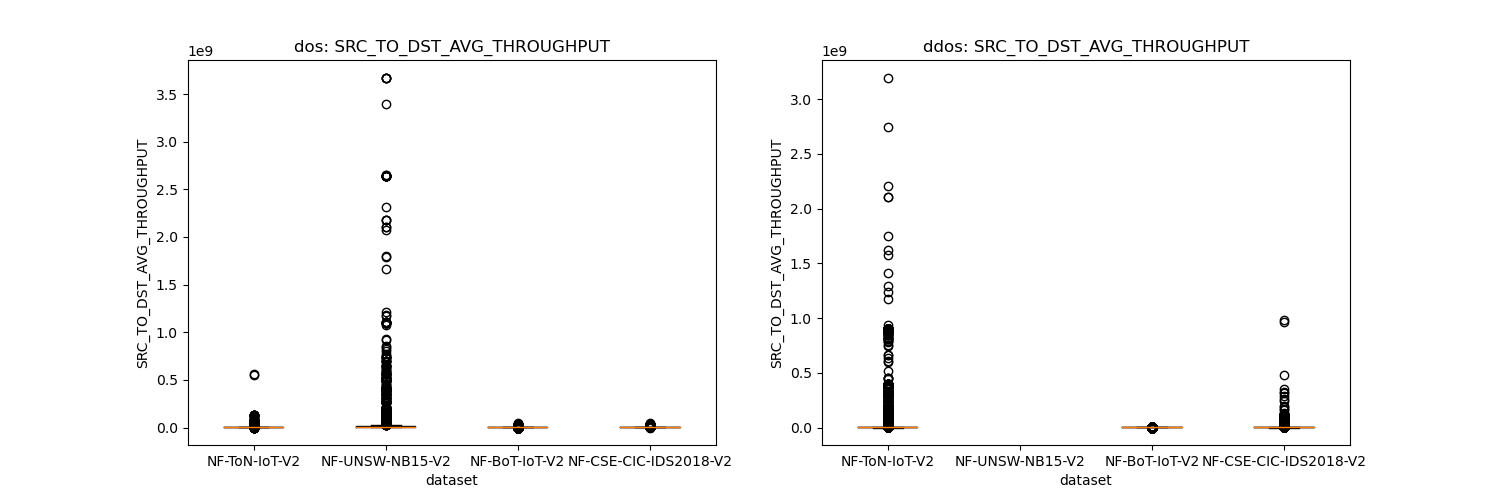 dos: SRC_TO_DST_AVG_THROUGHPUT
1e9
SRC_TO_DST_AVG_THROUGHPUT
3.5
3.0
2.5
2.0
1.5
1.0
0.5
0.0
NF-ToN-IoT-V2 NF-UNSW-NB15-V2 NF-BoT-IoT-V2 NF-CSE-CIC-IDS2018-V2
dataset
ddos: SRC_TO_DST_AVG_THROUGHPUT
1e9
SRC_TO_DST_AVG_THROUGHPUT
3.0
2.5
2.0
1.5
1.0
0.5
0.0
NF-ToN-IoT-V2 NF-UNSW-NB15-V2 NF-BoT-IoT-V2 NF-CSE-CIC-IDS2018-V2
dataset